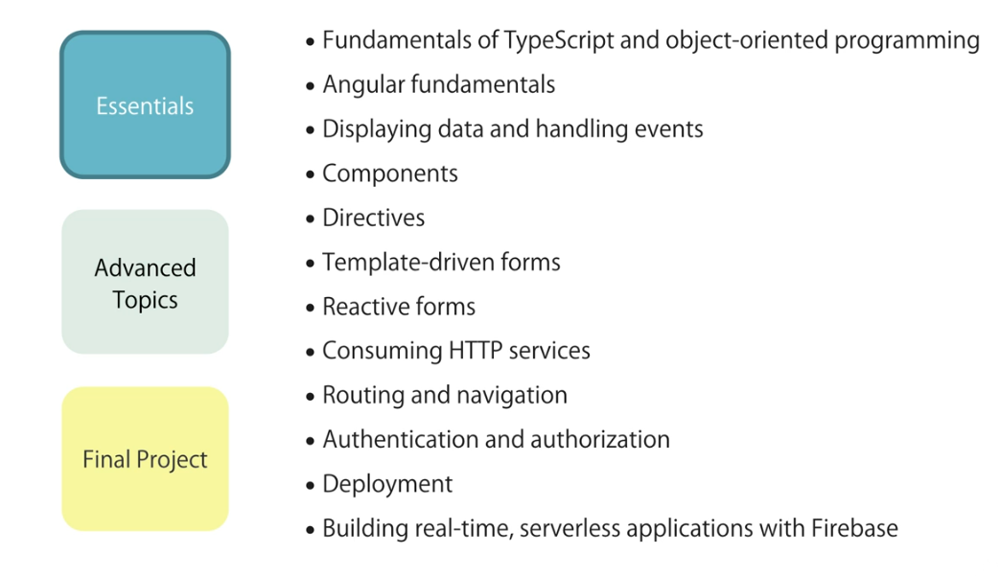 Essentials
Advanced
Topics
Final Project
• Fundamentals of TypeScript and object-oriented programming
• Angular fundamentals
• Displaying data and handling events
• Components
• Directives
• Template-driven forms
• Reactive forms
• Consuming HTTP services
• Routing and navigation
• Authentication and authorization
• Deployment
• Building real-time, serverless applications with Firebase